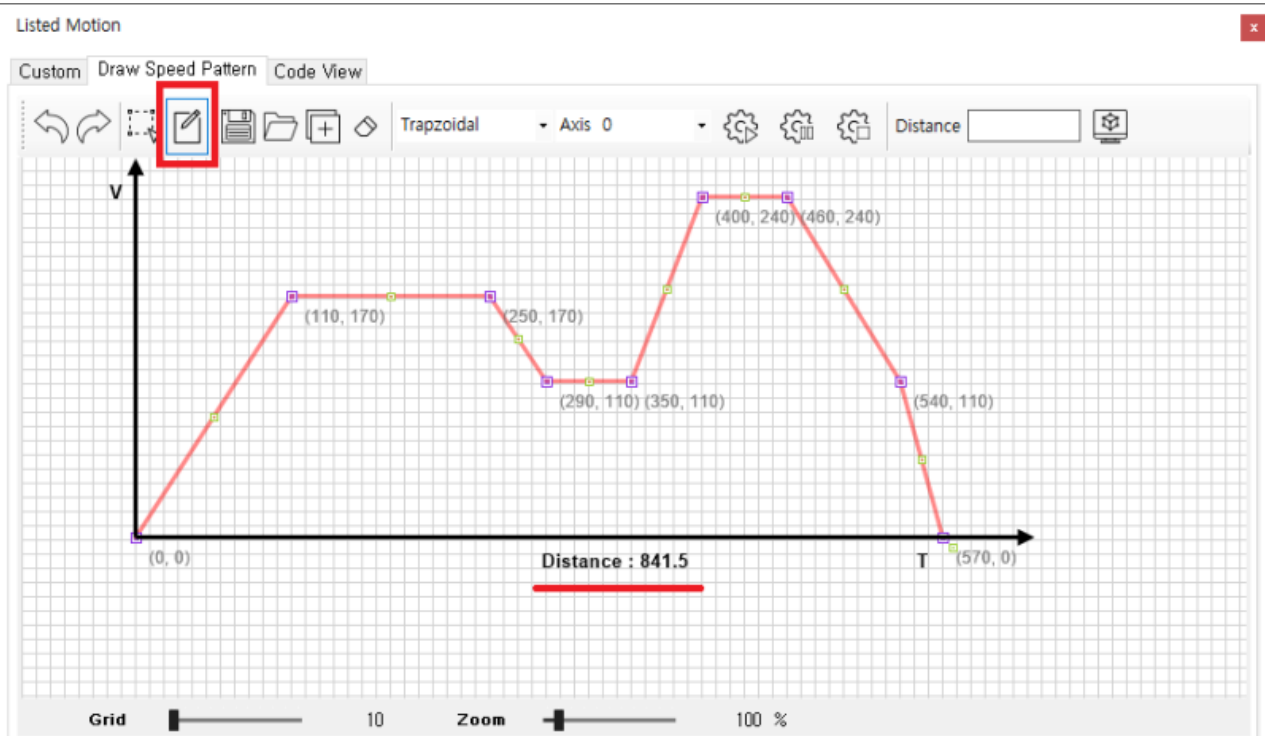 Listed Motion
x
Custom Draw Speed Pattern Code View
Trapzoidal Axis 0 Distance
V
(400, 240) (460, 240)
(110, 170) (250, 170)
(290, 110) (350, 110) (540, 110)
(0, 0) Distance : 841.5 T (570, 0)
Grid 10 Zoom 100 %